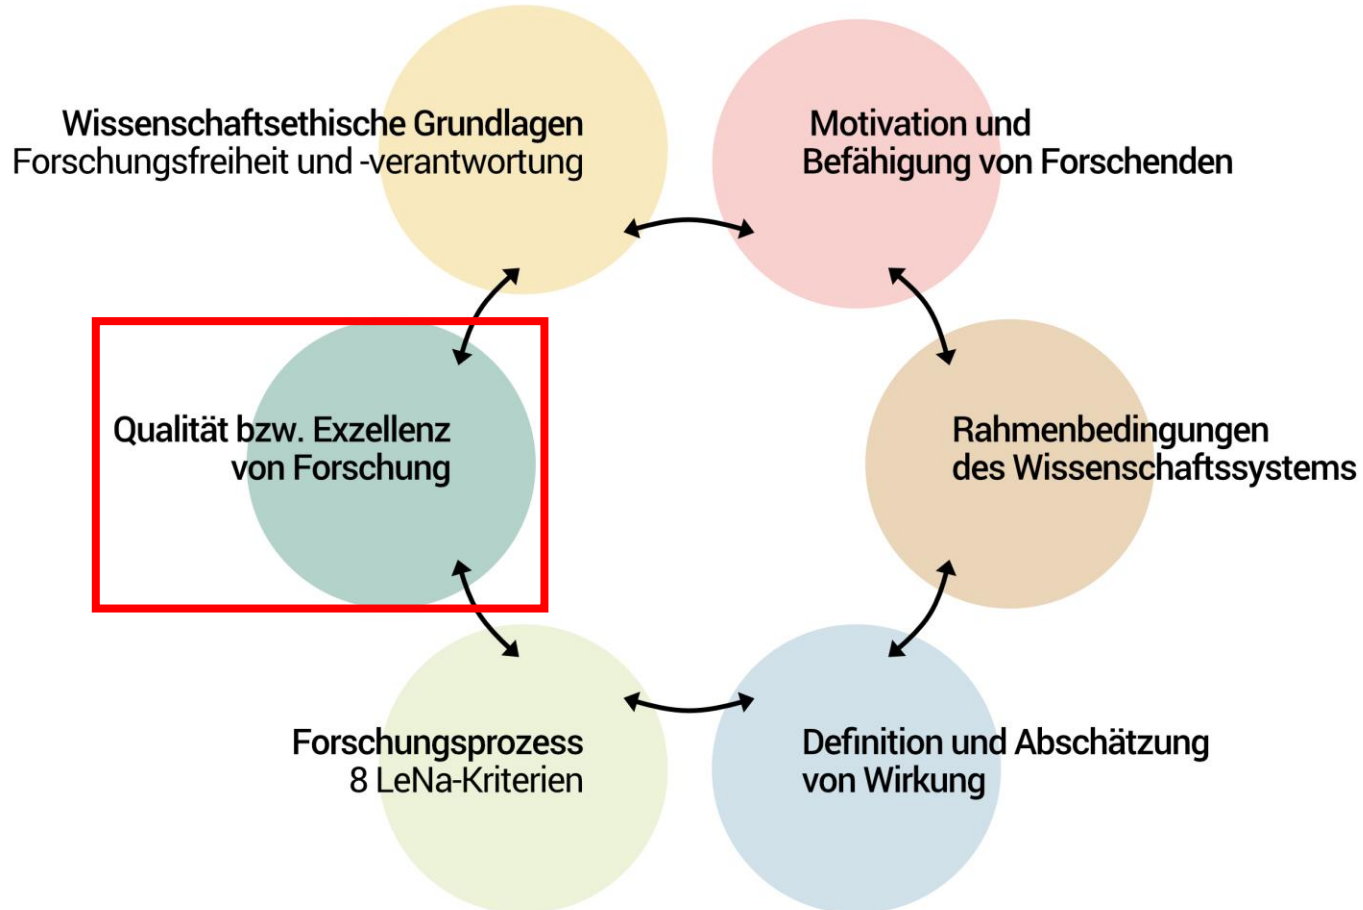 Wissenschaftsethische Grundlagen
Forschungsfreiheit und -verantwortung
Motivation und
Befähigung von Forschenden
Qualität bzw. Exzellenz
von Forschung
Rahmenbedingungen
des Wissenschaftssystems
Forschungsprozess
8 LeNa-Kriterien
Definition und Abschätzung
von Wirkung